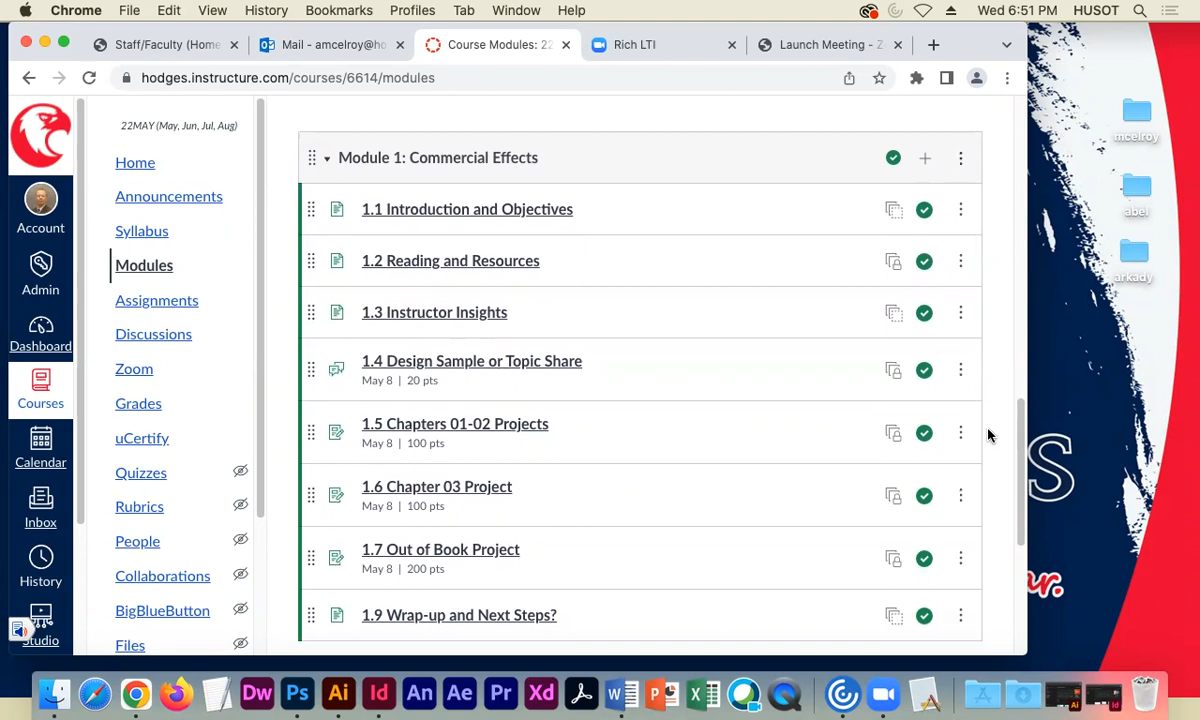 Chrome File Edit View History Bookmarks Profiles Tab Window Help Wed 6:51 PM HUSOT
Staff/Faculty (Home Mail - amcelroy@ho Course Modules: 22 Rich LTI Launch Meeting - Z
hodges.instructure.com/courses/6614/modules
Account
Admin
Dashboard
Courses
Calendar
Inbox
History
Studio
22MAY (May, Jun, Jul, Aug)
Home
Announcements
Syllabus
Modules
Assignments
Discussions
Zoom
Grades
uCertify
Quizzes
Rubrics
People
Collaborations
BigBlueButton
Files
Module 1: Commercial Effects
1.1 Introduction and Objectives
1.2 Reading and Resources
1.3 Instructor Insights
1.4 Design Sample or Topic Share
May 8 | 20 pts
1.5 Chapters 01-02 Projects
May 8 | 100 pts
1.6 Chapter 03 Project
May 8 | 100 pts
1.7 Out of Book Project
May 8 | 200 pts
1.9 Wrap-up and Next Steps?
mcelroy
abel
arkady
S
ar.
Dw Ps Ai Id An Ae Pr Xd W P X
Ai Id